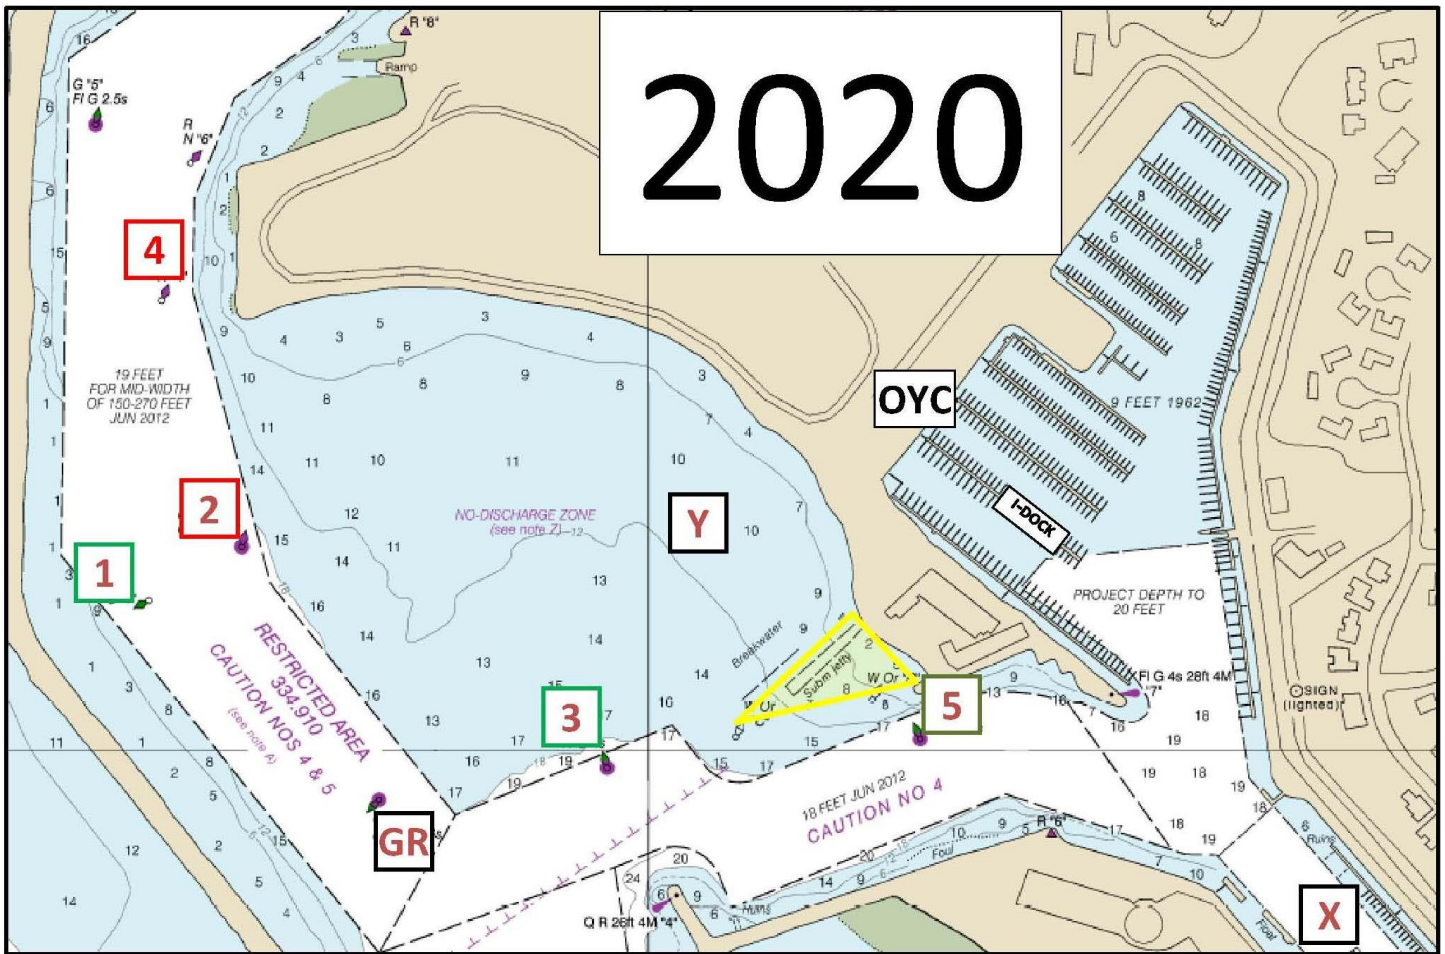 2020
R "8"
Ramp
G "5"
Fl G 2.5s
R
N "6"
4
19 FEET
FOR MID-WIDTH
OF 150-270 FEET
JUN 2012
OYC
9 FEET 1962
I-DOCK
2
1
Y
NO-DISCHARGE ZONE
(see note Z)
PROJECT DEPTH TO
20 FEET
Breakwater
Subm jetty
W Or
W Or
RESTRICTED AREA
334.910
CAUTION NOS 4 & 5
(see note A)
3
5
Fl G 4s 28ft 4M
"7"
SIGN
(lighted)
GR
18 FEET JUN 2012
CAUTION NO 4
R "6"
Foul
Ruins
Ruins
Q R 26ft 4M "4"
Float
X